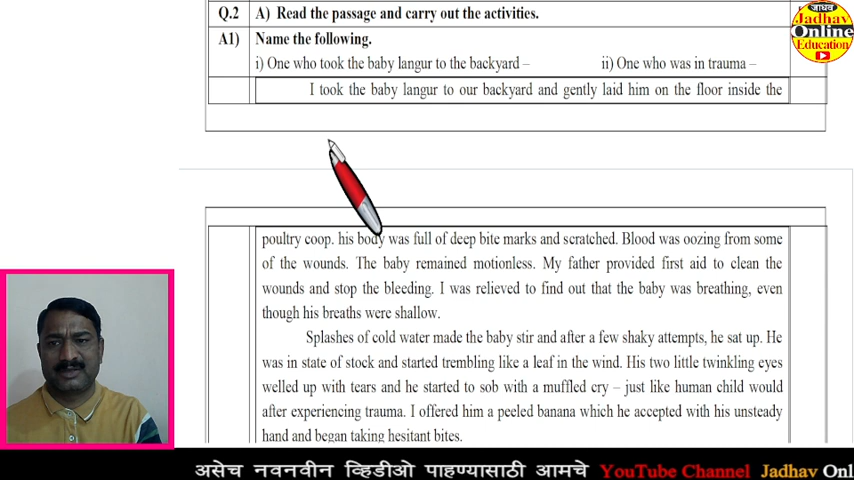 Q.2 A) Read the passage and carry out the activities.
A1) Name the following.
i) One who took the baby langur to the backyard – ii) One who was in trauma –
I took the baby langur to our backyard and gently laid him on the floor inside the
poultry coop. his body was full of deep bite marks and scratched. Blood was oozing from some
of the wounds. The baby remained motionless. My father provided first aid to clean the
wounds and stop the bleeding. I was relieved to find out that the baby was breathing, even
though his breaths were shallow.
Splashes of cold water made the baby stir and after a few shaky attempts, he sat up. He
was in state of stock and started trembling like a leaf in the wind. His two little twinkling eyes
welled up with tears and he started to sob with a muffled cry – just like human child would
after experiencing trauma. I offered him a peeled banana which he accepted with his unsteady
hand and began taking hesitant bites.
जाधव
Jadhav
Online
Education
असेच नवनवीन व्हिडीओ पाहण्यासाठी आमचे YouTube Channel Jadhav Onl